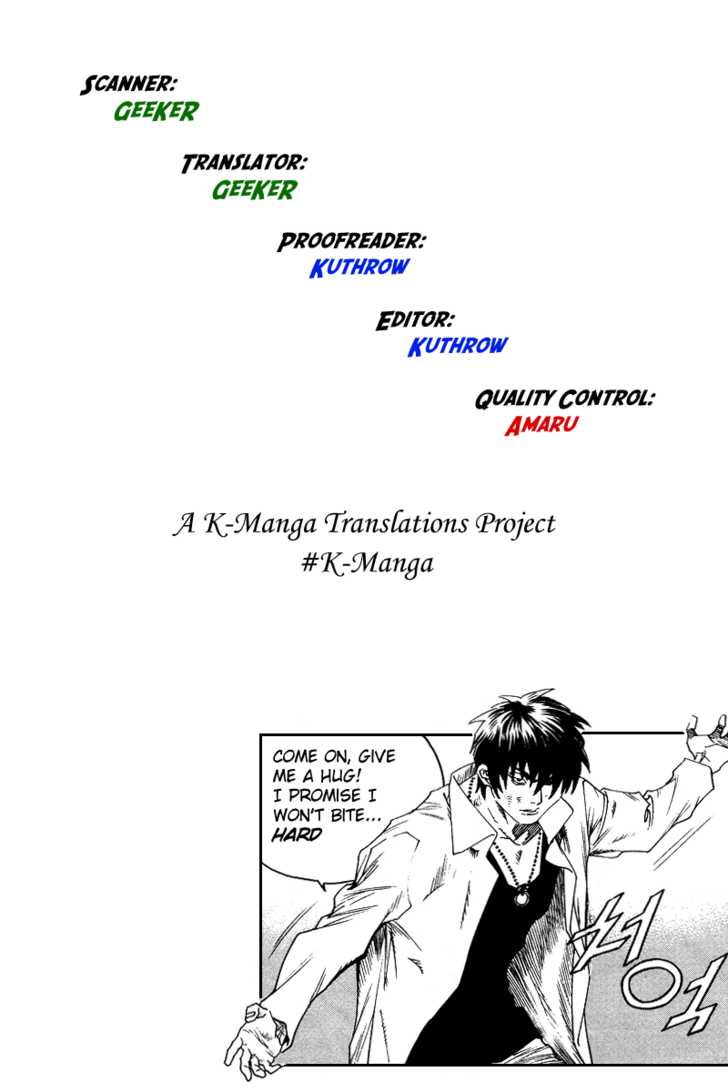 SCANNER:
GEEKER
TRANSLATOR:
GEEKER
PROOFREADER:
KUTHROW
EDITOR:
KUTHROW
QUALITY CONTROL:
AMARU
A K-Manga Translations Project
#K-Manga
COME ON, GIVE
ME A HUG!
I PROMISE I
WON'T BITE...
HARD